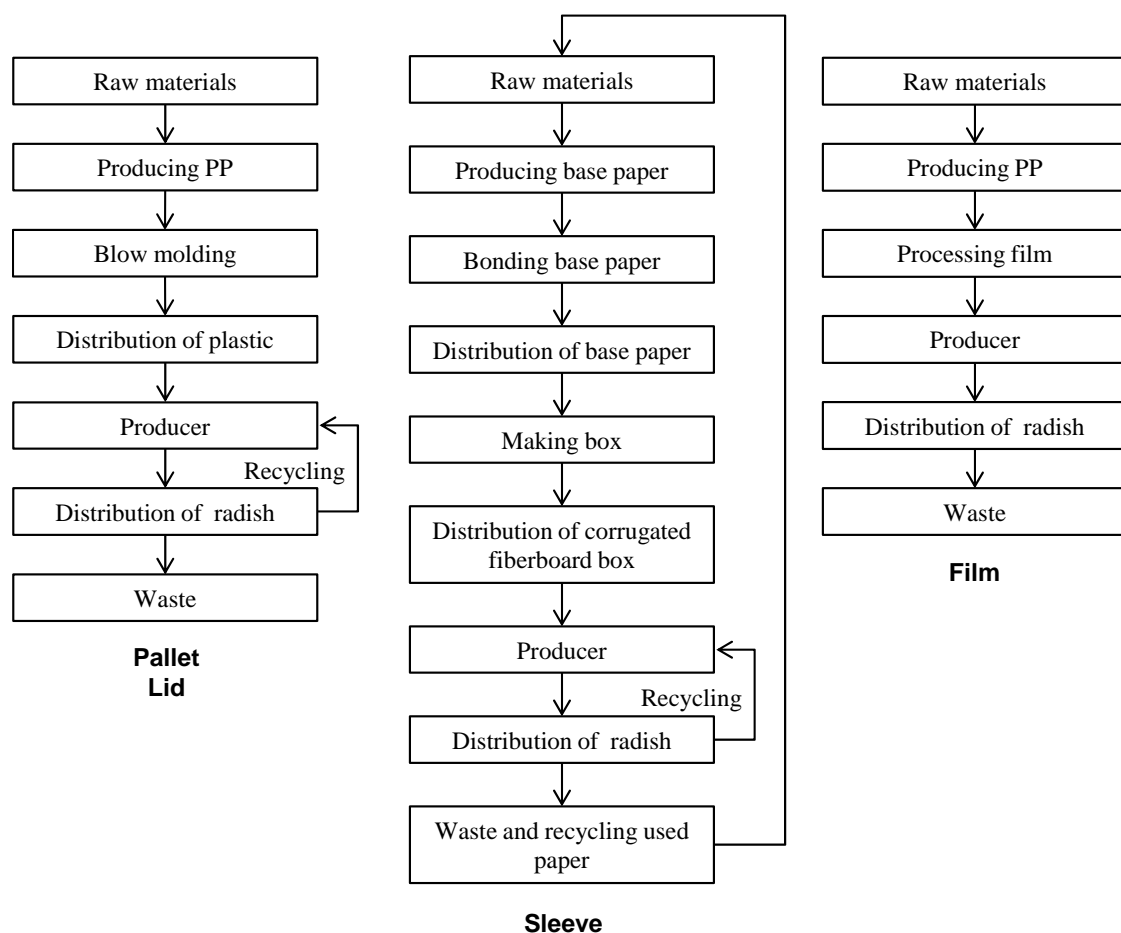 Raw materials
Producing PP
Blow molding
Distribution of plastic
Producer
Recycling
Distribution of radish
Waste
Pallet
Lid
Raw materials
Producing base paper
Bonding base paper
Distribution of base paper
Making box
Distribution of corrugated
fiberboard box
Producer
Recycling
Distribution of radish
Waste and recycling used
paper
Sleeve
Raw materials
Producing PP
Processing film
Producer
Distribution of radish
Waste
Film